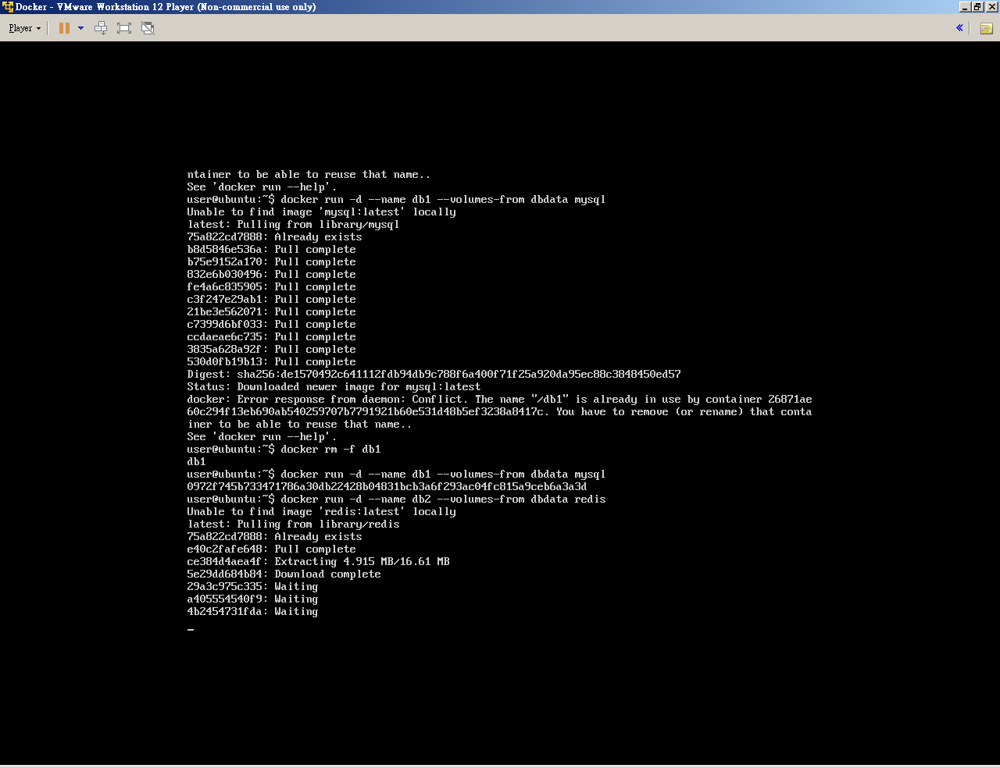 Docker - VMware Workstation 12 Player (Non-commercial use only)
Player
ntainer to be able to reuse that name..
See 'docker run --help'.
user@ubuntu:~$ docker run -d --name db1 --volumes-from dbdata mysql
Unable to find image 'mysql:latest' locally
latest: Pulling from library/mysql
75a822cd7888: Already exists
b8d5846e536a: Pull complete
b75e9152a170: Pull complete
832e6b030496: Pull complete
fe4a6c835905: Pull complete
c3f247e29ab1: Pull complete
21be3e562071: Pull complete
c7399d6bf033: Pull complete
ccdaeae6c735: Pull complete
3835a628a92f: Pull complete
530d0fb19b13: Pull complete
Digest: sha256:de1570492c641112fdb94db9c788f6a400f71f25a920da95ec88c3848450ed57
Status: Downloaded newer image for mysql:latest
docker: Error response from daemon: Conflict. The name "/db1" is already in use by container 26871ae
60c294f13eb690ab540259707b7791921b60e531d48b5ef3238a8417c. You have to remove (or rename) that conta
iner to be able to reuse that name..
See 'docker run --help'.
user@ubuntu:~$ docker rm -f db1
db1
user@ubuntu:~$ docker run -d --name db1 --volumes-from dbdata mysql
0972f745b733471786a30db22428b04831bcb3a6f293ac04fc815a9ceb6a3a3d
user@ubuntu:~$ docker run -d --name db2 --volumes-from dbdata redis
Unable to find image 'redis:latest' locally
latest: Pulling from library/redis
75a822cd7888: Already exists
e40c2fafe648: Pull complete
ce384d4aea4f: Extracting 4.915 MB/16.61 MB
5e29dd684b84: Download complete
29a3c975c335: Waiting
a405554540f9: Waiting
4b2454731fda: Waiting